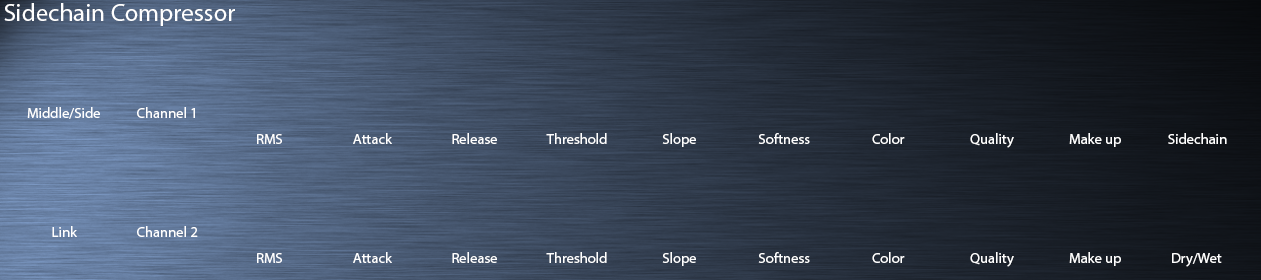 Sidechain Compressor
Middle/Side Channel 1
RMS Attack Release Threshold Slope Softness Color Quality Make up Sidechain
Link Channel 2
RMS Attack Release Threshold Slope Softness Color Quality Make up Dry/Wet